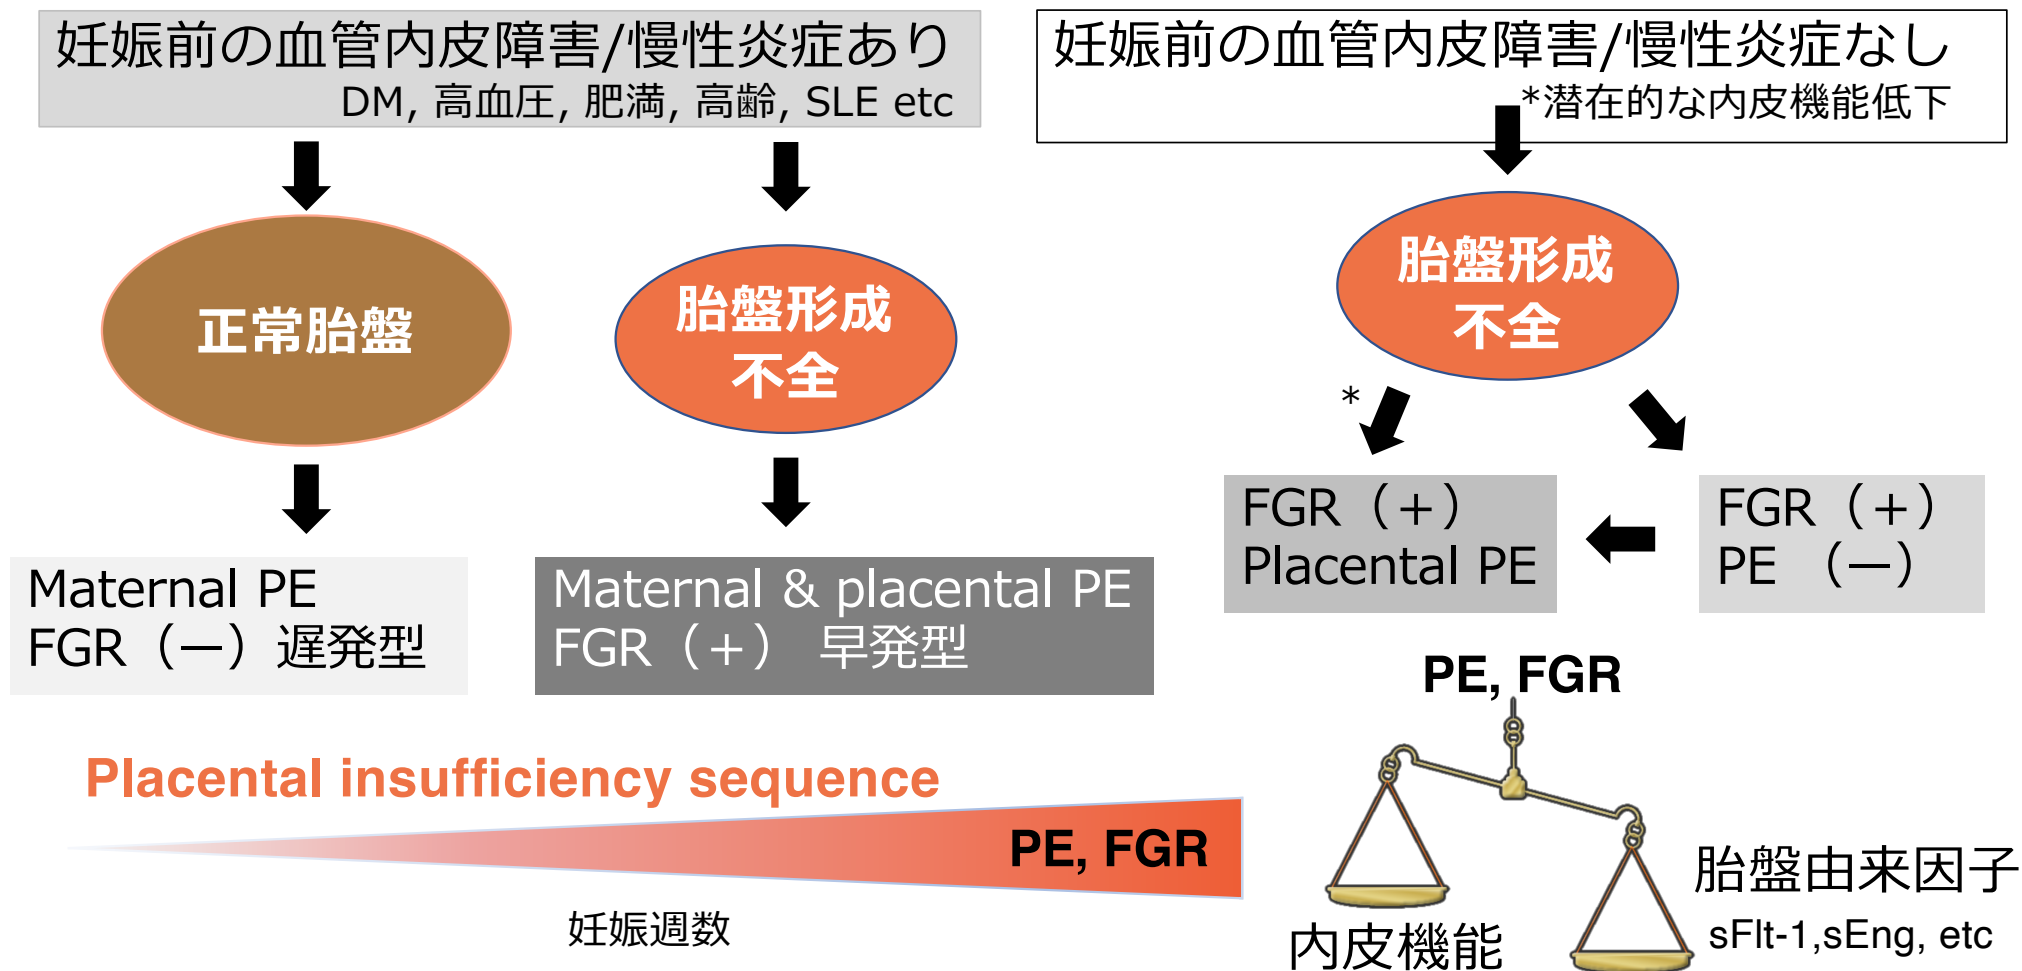 妊娠前の血管内皮障害/慢性炎症あり
DM, 高血圧, 肥満, 高齢, SLE etc
妊娠前の血管内皮障害/慢性炎症なし
*潜在的な内皮機能低下
正常胎盤
胎盤形成
不全
胎盤形成
不全
*
Maternal PE
FGR（－）遅発型
Maternal & placental PE
FGR（＋） 早発型
FGR（＋）
Placental PE
FGR（＋）
PE （－）
Placental insufficiency sequence
PE, FGR
妊娠週数
PE, FGR
内皮機能
胎盤由来因子
sFlt-1,sEng, etc